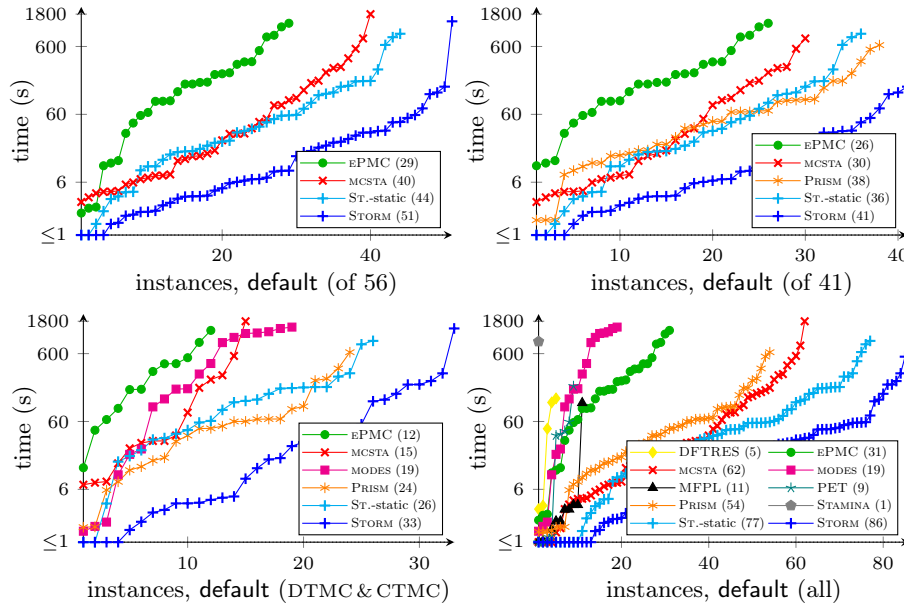 1800
600
60
6
≤1
time (s)
20
40
instances, default (of 56)
ePMC (29)
mcsta (40)
St.-static (44)
Storm (51)
1800
600
60
6
≤1
time (s)
10
20
30
40
instances, default (of 41)
ePMC (26)
mcsta (30)
Prism (38)
St.-static (36)
Storm (41)
1800
600
60
6
≤1
time (s)
10
20
30
instances, default (DTMC & CTMC)
ePMC (12)
mcsta (15)
modes (19)
Prism (24)
St.-static (26)
Storm (33)
1800
600
60
6
≤1
time (s)
20
40
60
80
instances, default (all)
DFTRES (5)
ePMC (31)
mcsta (62)
modes (19)
MFPL (11)
PET (9)
Prism (54)
Stamina (1)
St.-static (77)
Storm (86)